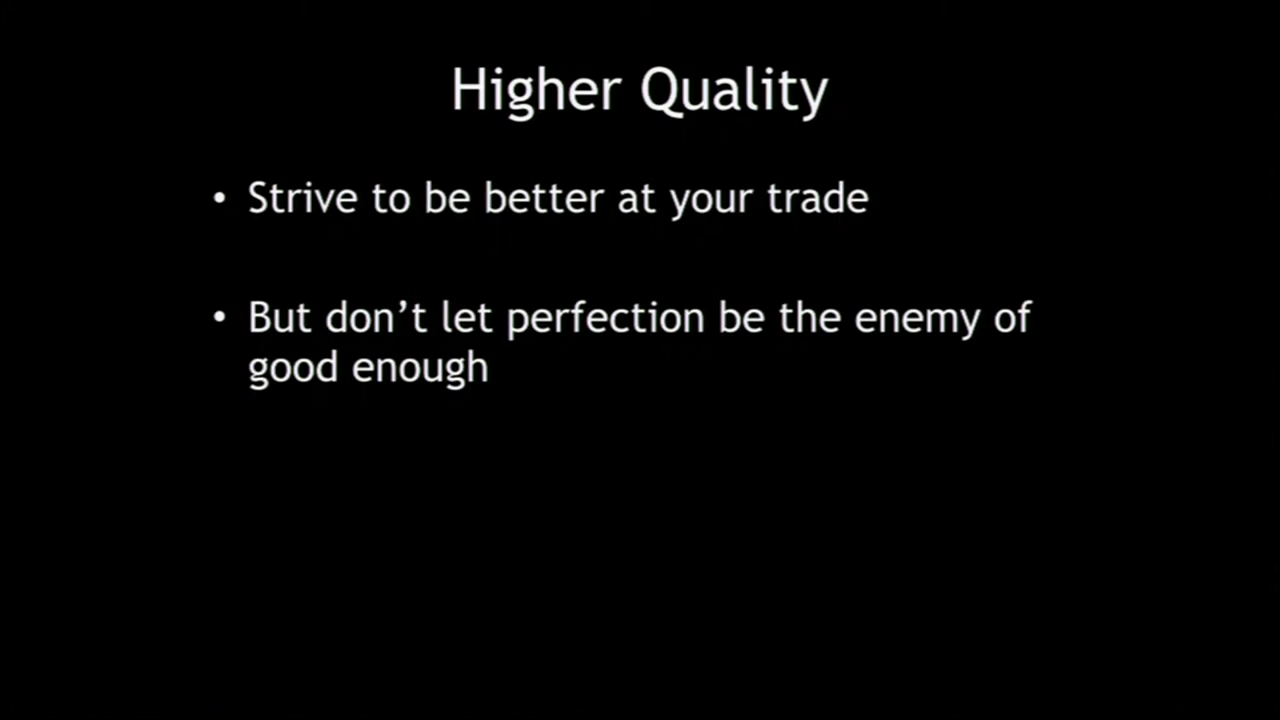 Higher Quality
• Strive to be better at your trade
• But don’t let perfection be the enemy of
good enough